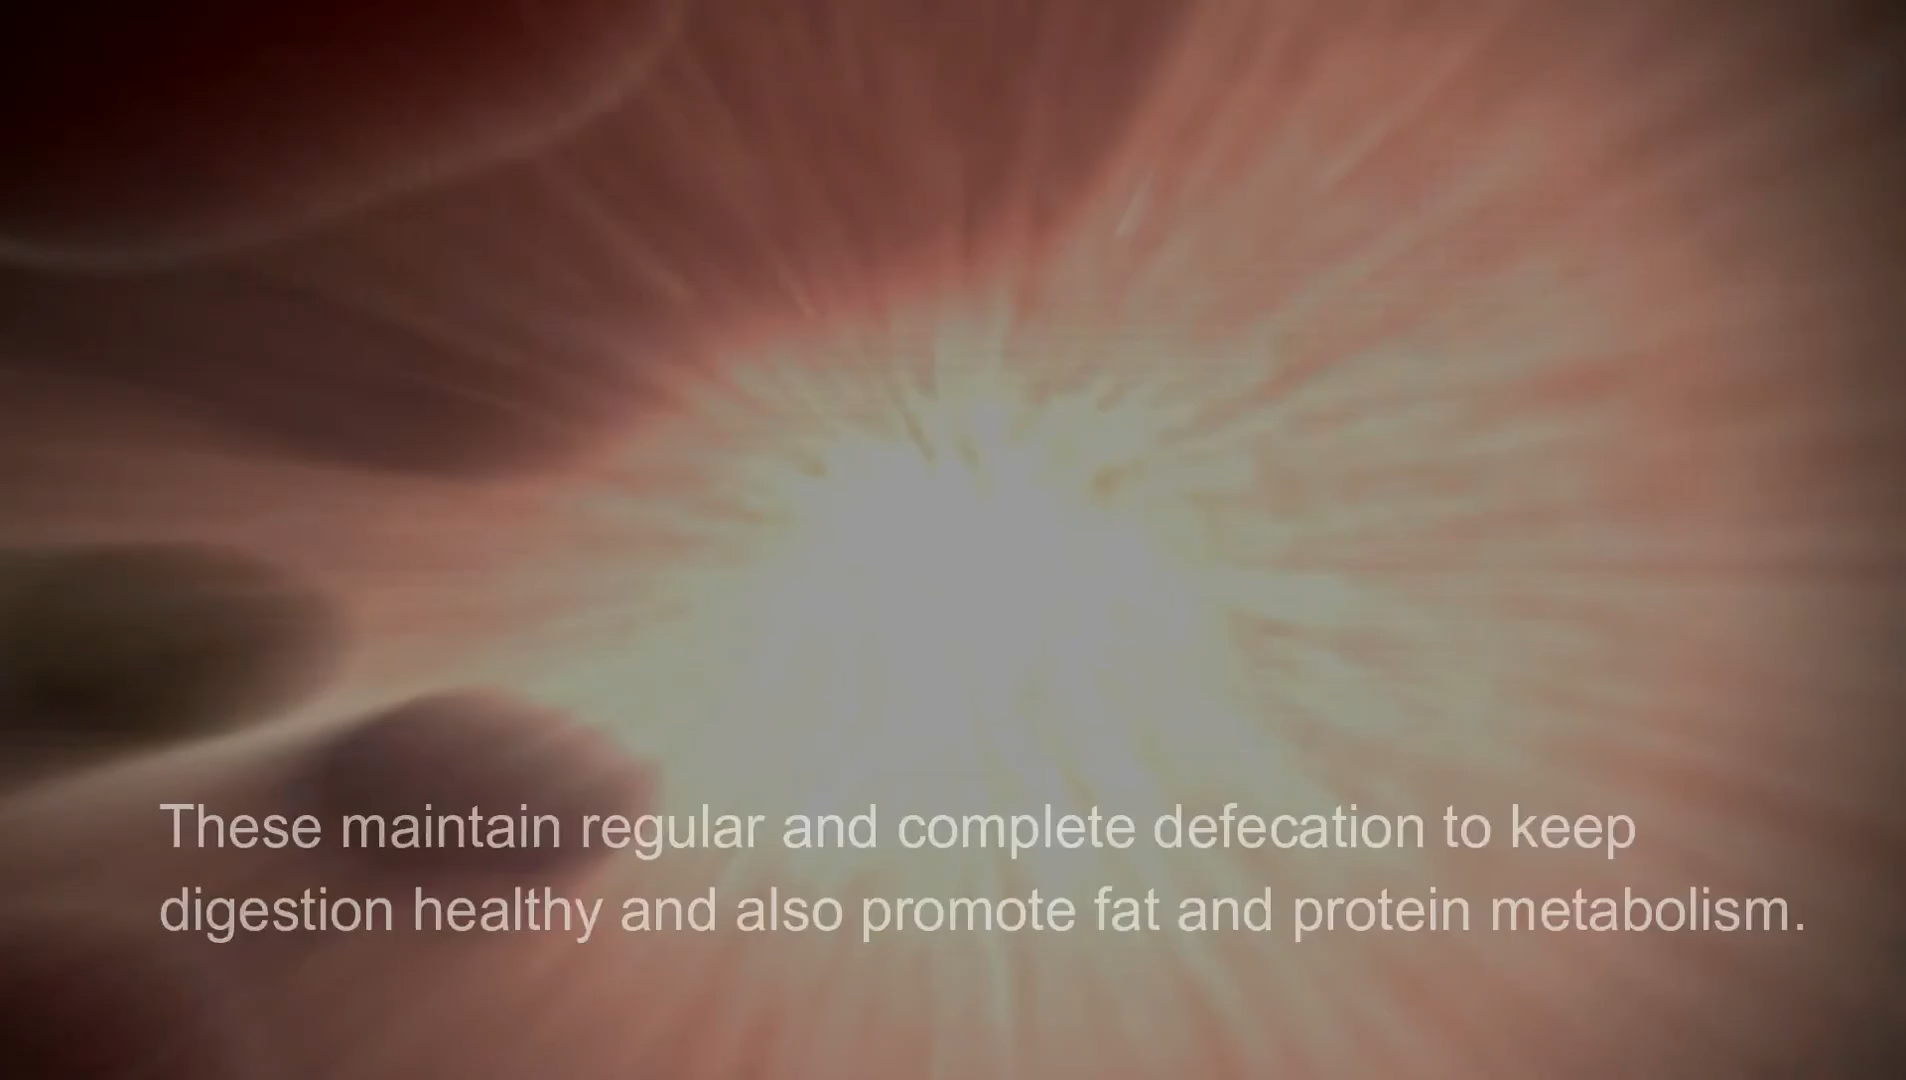 These maintain regular and complete defecation to keep
digestion healthy and also promote fat and protein metabolism.